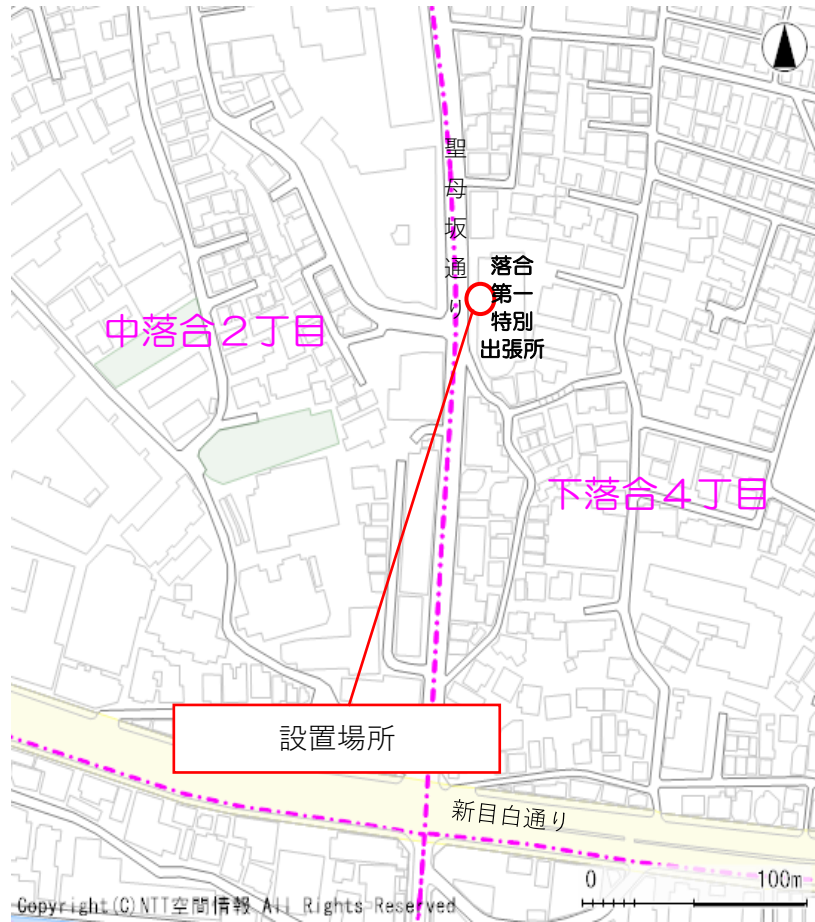 聖母坂通り
落合
第一
特別
出張所
中落合２丁目
下落合４丁目
設置場所
新目白通り
0 100m
Copyright(C)NTT空間情報 All Rights Reserved